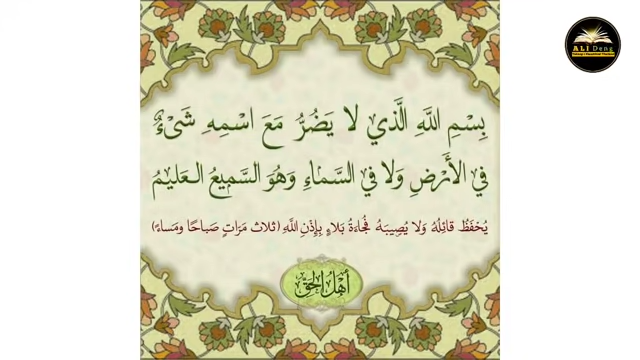 بِسْمِ اللَّهِ الَّذِي لَا يَضُرُّ مَعَ اسْمِهِ شَيْءٌ
فِي الْأَرْضِ وَلَا فِي السَّمَاءِ وَهُوَ السَّمِيعُ الْعَلِيمُ
يُحْفَظُ قَائِلُهُ وَلَا يُصِيبَهُ فُجَاءَةُ بَلَاءٍ بِإِذْنِ اللَّهِ (ثَلَاثَ مَرَّاتٍ صَبَاحًا وَمَسَاءً)
أَهْلُ الْحَقِّ
ALI Deng